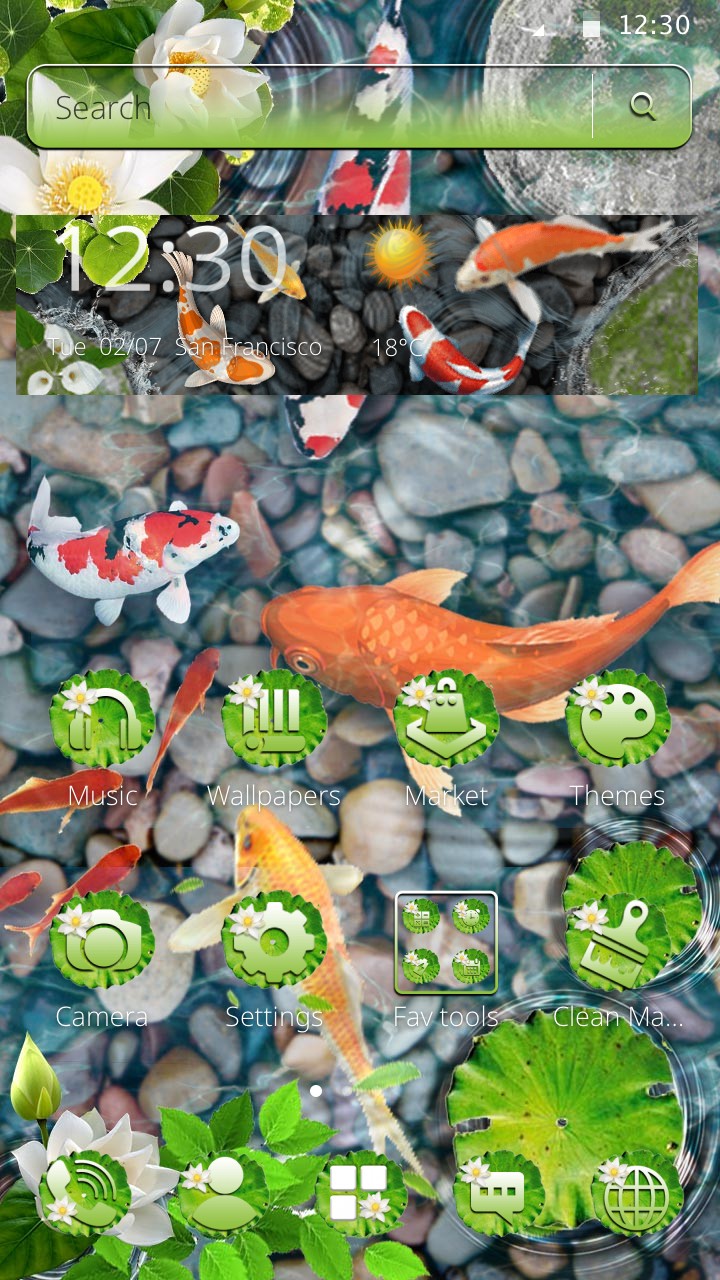 12:30
Search
12:30
Tue 02/07 San Francisco 18°C
Music Wallpapers Market Themes
Camera Settings Fav tools Clean Ma...